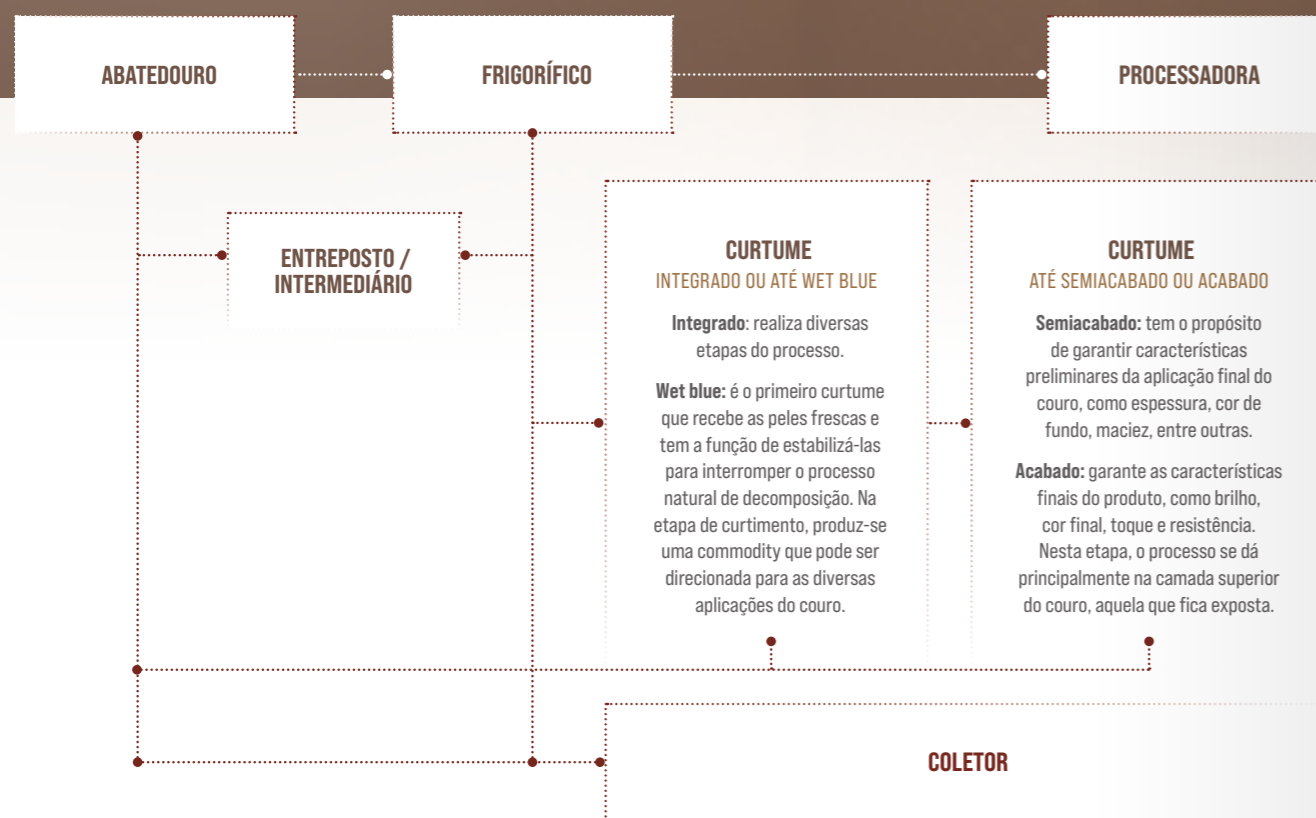 ABATEDOURO
FRIGORÍFICO
PROCESSADORA
ENTREPOSTO /
INTERMEDIÁRIO
CURTUME
INTEGRADO OU ATÉ WET BLUE
Integrado: realiza diversas
etapas do processo.
Wet blue: é o primeiro curtume
que recebe as peles frescas e
tem a função de estabilizá-las
para interromper o processo
natural de decomposição. Na
etapa de curtimento, produz-se
uma commodity que pode ser
direcionada para as diversas
aplicações do couro.
CURTUME
ATÉ SEMIACABADO OU ACABADO
Semiacabado: tem o propósito
de garantir características
preliminares da aplicação final do
couro, como espessura, cor de
fundo, maciez, entre outras.
Acabado: garante as características
finais do produto, como brilho,
cor final, toque e resistência.
Nesta etapa, o processo se dá
principalmente na camada superior
do couro, aquela que fica exposta.
COLETOR